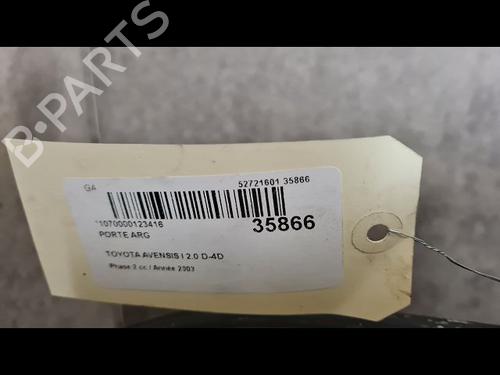 B-PARTS
GA
52721601 35866
*1070000123416
35866
PORTE ARG
TOYOTA AVENSIS I 2.0 D-4D
/Phase 2 cc / Année 2003